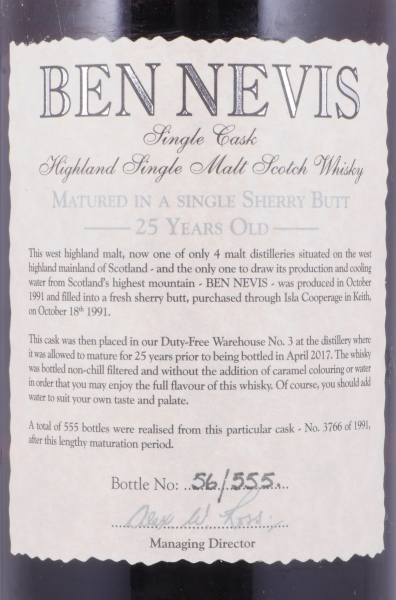 BEN NEVIS
Single Cask
Highland Single Malt Scotch Whisky
MATURED IN A SINGLE SHERRY BUTT
25 YEARS OLD
This west highland malt, now one of only 4 malt distilleries situated on the west
highland mainland of Scotland - and the only one to draw its production and cooling
water from Scotland's highest mountain - BEN NEVIS - was produced in October
1991 and filled into a fresh sherry butt, purchased through Isla Cooperage in Keith,
on October 18th 1991.
This cask was then placed in our Duty-Free Warehouse No. 3 at the distillery where
it was allowed to mature for 25 years prior to being bottled in April 2017. The whisky
was bottled non-chill filtered and without the addition of caramel colouring or water
in order that you may enjoy the full flavour of this whisky. Of course, you should add
water to suit your own taste and palate.
A total of 555 bottles were realised from this particular cask - No. 3766 of 1991,
after this lengthy maturation period.
Bottle No: 56/555.
Alex W Ross
Managing Director